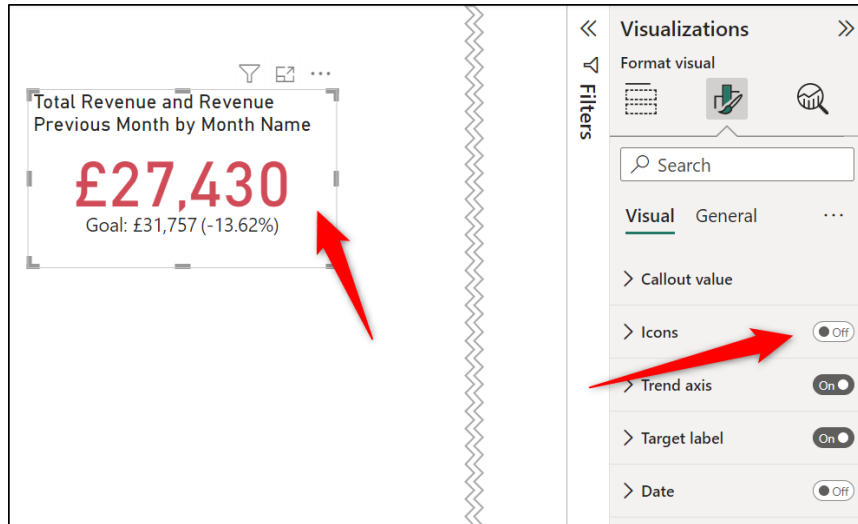 Total Revenue and Revenue
Previous Month by Month Name
£27,430
Goal: £31,757 (-13.62%)
Filters
Visualizations
Format visual
Search
Visual General
Callout value
Icons Off
Trend axis On
Target label On
Date Off